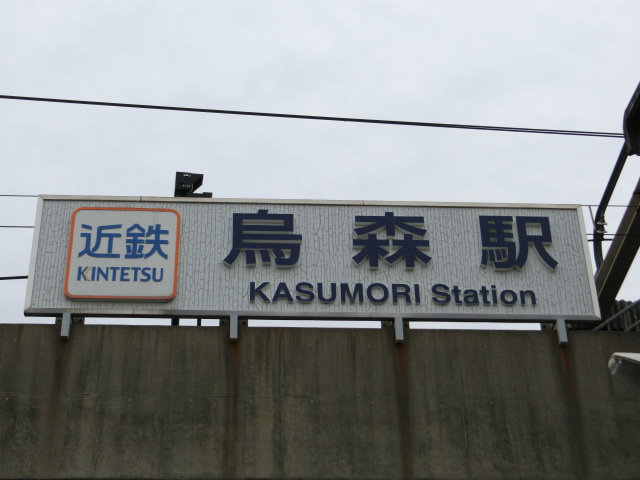 近鉄
KINTETSU
烏森駅
KASUMORI Station